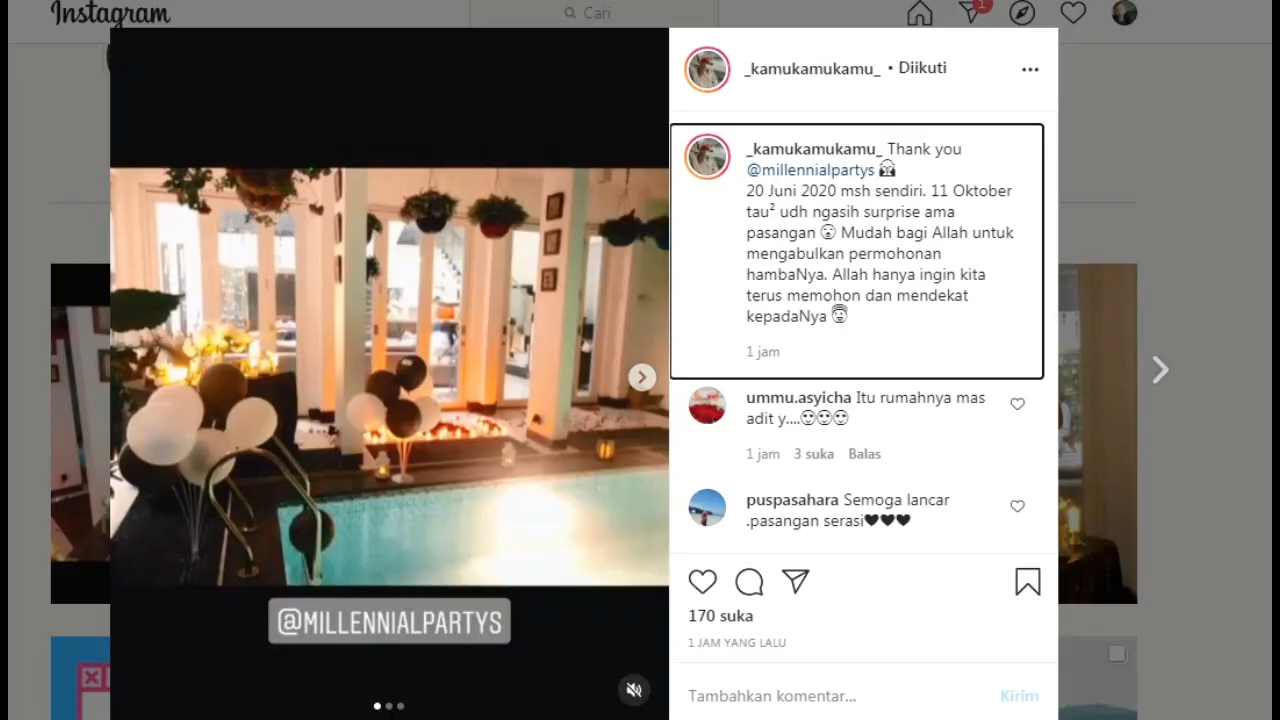 Instagram
Cari
1
_kamukamukamu_ • Diikuti
_kamukamukamu_ Thank you
@millennialpartys
20 Juni 2020 msh sendiri. 11 Oktober
tau² udh ngasih surprise ama
pasangan 😮 Mudah bagi Allah untuk
mengabulkan permohonan
hambaNya. Allah hanya ingin kita
terus memohon dan mendekat
kepadaNya 😇
1 jam
ummu.asyicha Itu rumahnya mas
adit y....😍😍😍
1 jam 3 suka Balas
puspasahara Semoga lancar
.pasangan serasi🖤🖤🖤
@MILLENNIALPARTYS
170 suka
1 JAM YANG LALU
Tambahkan komentar... Kirim